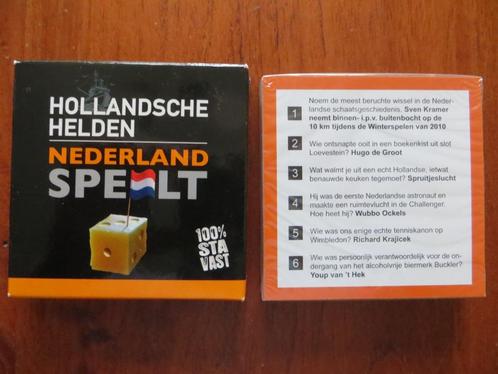 HOLLANDSCHE
HELDEN
NEDERLAND
SPEELT
100%
STA
VAST
1
Noem de meest beruchte wissel in de Neder-
landse schaatsgeschiedenis. Sven Kramer
neemt binnen- i.p.v. buitenbocht op de
10 km tijdens de Winterspelen van 2010
2
Wie ontsnapte ooit in een boekenkist uit slot
Loevestein? Hugo de Groot
3
Wat walmt je uit een echt Hollandse, ietwat
benauwde keuken tegemoet? Spruitjeslucht
4
Hij was de eerste Nederlandse astronaut en
maakte een ruimtevlucht in de Challenger.
Hoe heet hij? Wubbo Ockels
5
Wie was ons enige echte tenniskanon op
Wimbledon? Richard Krajicek
6
Wie was persoonlijk verantwoordelijk voor de on-
dergang van het alcoholvrije biermerk Buckler?
Youp van 't Hek